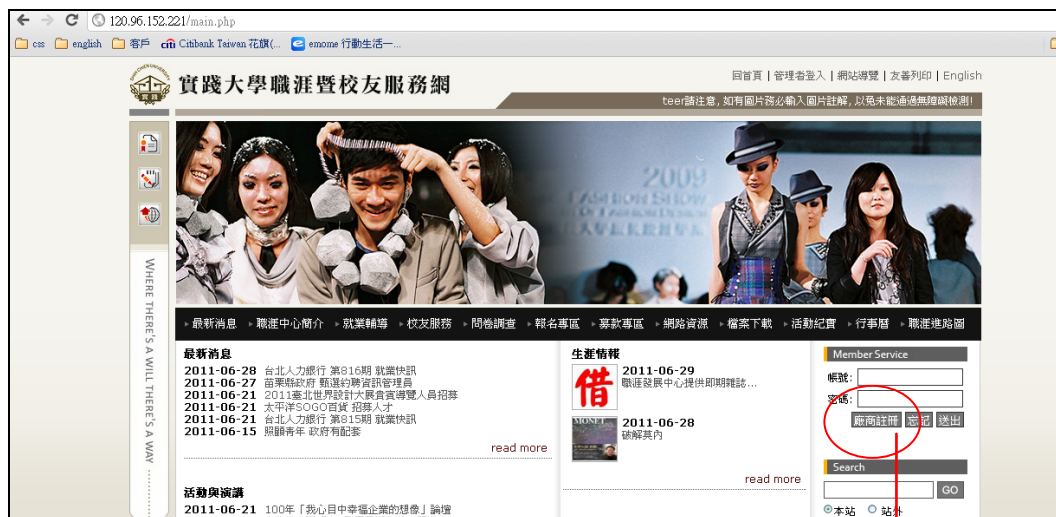 120.96.152.221/main.php
css english 客戶 citi Citibank Taiwan 花旗(... emome 行動生活一...
實踐大學職涯暨校友服務網
回首頁 | 管理者登入 | 網站導覽 | 友善列印 | English
teer請注意, 如有圖片務必輸入圖片註解, 以免未能通過無障礙檢測!
2009
FASHION SHOW
OF FASHION DESIGN
WHERE THERE'S A WILL THERE'S A WAY
最新消息 職涯中心簡介 就業輔導 校友服務 問卷調查 報名專區 募款專區 網路資源 檔案下載 活動紀實 行事曆 職涯進路圖
最新消息
2011-06-28 台北人力銀行 第816期 就業快訊
2011-06-27 苗栗縣政府 甄選約聘資訊管理員
2011-06-21 2011臺北世界設計大展貴賓導覽人員招募
2011-06-21 太平洋SOGO百貨 招募人才
2011-06-21 台北人力銀行 第815期 就業快訊
2011-06-15 照顧青年 政府有配套
read more
活動與演講
2011-06-21 100年「我心目中幸福企業的想像」論壇
生涯情報
借
2011-06-29
職涯發展中心提供即期雜誌...
MONET
2011-06-28
破解莫內
read more
Member Service
帳號:
密碼:
廠商註冊 忘記 送出
Search
GO
本站 站外